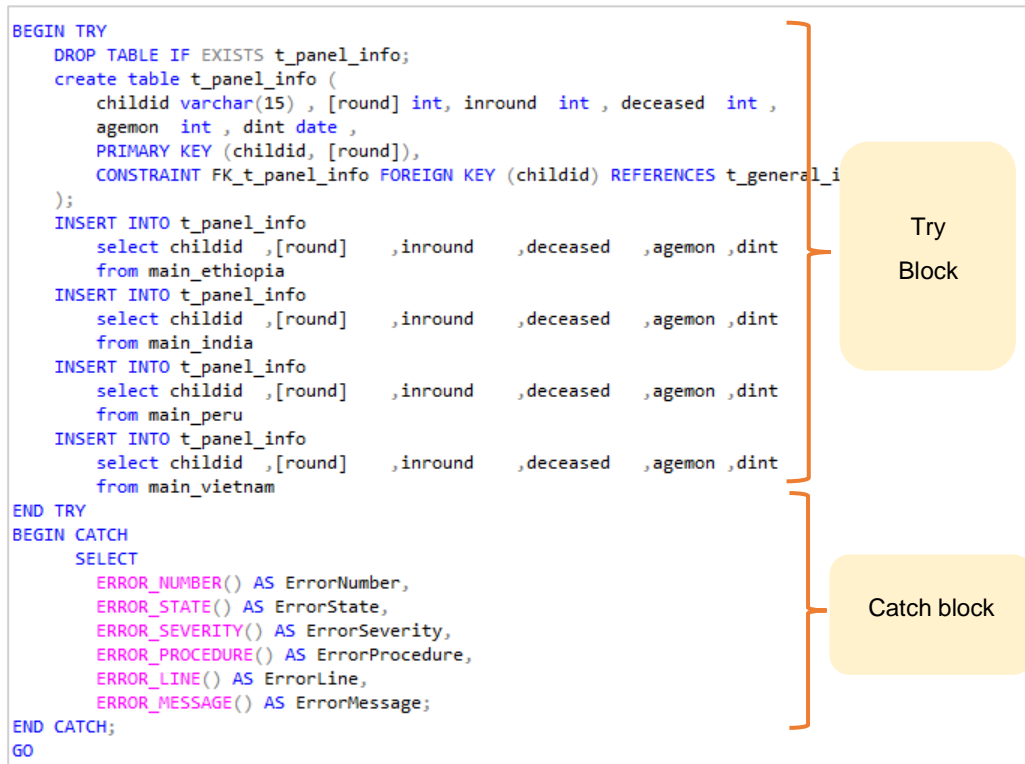 BEGIN TRY
DROP TABLE IF EXISTS t_panel_info;
create table t_panel_info (
childid varchar(15) , [round] int, inround int , deceased int ,
agemon int , dint date ,
PRIMARY KEY (childid, [round]),
CONSTRAINT FK_t_panel_info FOREIGN KEY (childid) REFERENCES t_general_i
);
INSERT INTO t_panel_info
select childid ,[round] ,inround ,deceased ,agemon ,dint
from main_ethiopia
INSERT INTO t_panel_info
select childid ,[round] ,inround ,deceased ,agemon ,dint
from main_india
INSERT INTO t_panel_info
select childid ,[round] ,inround ,deceased ,agemon ,dint
from main_peru
INSERT INTO t_panel_info
select childid ,[round] ,inround ,deceased ,agemon ,dint
from main_vietnam
END TRY
BEGIN CATCH
SELECT
ERROR_NUMBER() AS ErrorNumber,
ERROR_STATE() AS ErrorState,
ERROR_SEVERITY() AS ErrorSeverity,
ERROR_PROCEDURE() AS ErrorProcedure,
ERROR_LINE() AS ErrorLine,
ERROR_MESSAGE() AS ErrorMessage;
END CATCH;
GO
Try
Block
Catch block